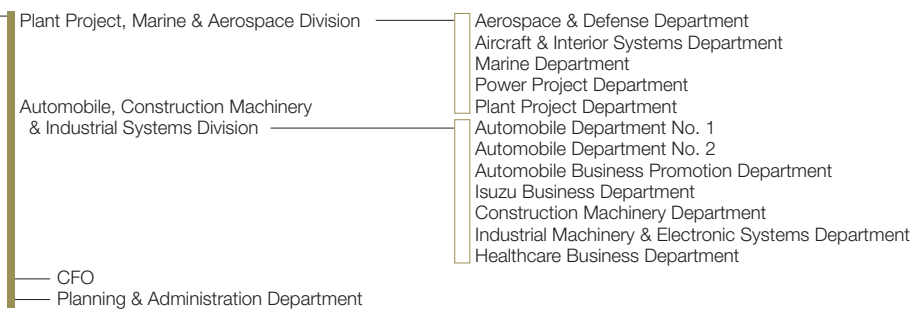 Plant Project, Marine & Aerospace Division
Aerospace & Defense Department
Aircraft & Interior Systems Department
Marine Department
Power Project Department
Plant Project Department
Automobile, Construction Machinery
& Industrial Systems Division
Automobile Department No. 1
Automobile Department No. 2
Automobile Business Promotion Department
Isuzu Business Department
Construction Machinery Department
Industrial Machinery & Electronic Systems Department
Healthcare Business Department
CFO
Planning & Administration Department